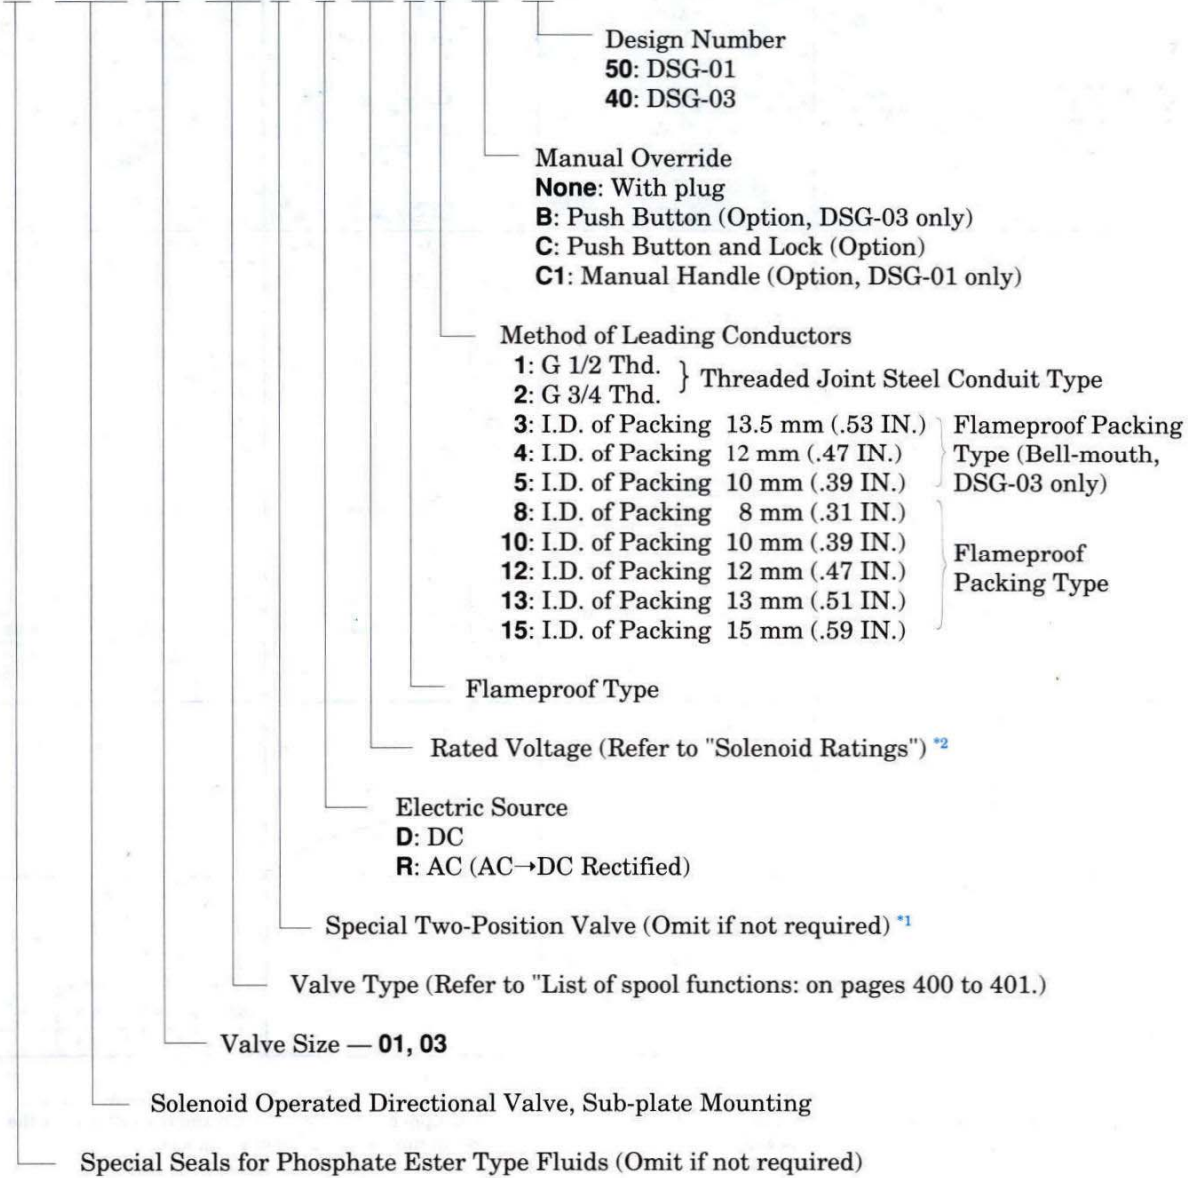 Design Number
50: DSG-01
40: DSG-03
Manual Override
None: With plug
B: Push Button (Option, DSG-03 only)
C: Push Button and Lock (Option)
C1: Manual Handle (Option, DSG-01 only)
Method of Leading Conductors
1: G 1/2 Thd.
2: G 3/4 Thd.
} Threaded Joint Steel Conduit Type
3: I.D. of Packing 13.5 mm (.53 IN.)
4: I.D. of Packing 12 mm (.47 IN.)
5: I.D. of Packing 10 mm (.39 IN.)
Flameproof Packing
Type (Bell-mouth,
DSG-03 only)
8: I.D. of Packing 8 mm (.31 IN.)
10: I.D. of Packing 10 mm (.39 IN.)
12: I.D. of Packing 12 mm (.47 IN.)
13: I.D. of Packing 13 mm (.51 IN.)
15: I.D. of Packing 15 mm (.59 IN.)
Flameproof
Packing Type
Flameproof Type
Rated Voltage (Refer to "Solenoid Ratings") *2
Electric Source
D: DC
R: AC (AC→DC Rectified)
Special Two-Position Valve (Omit if not required) *1
Valve Type (Refer to "List of spool functions: on pages 400 to 401.)
Valve Size — 01, 03
Solenoid Operated Directional Valve, Sub-plate Mounting
Special Seals for Phosphate Ester Type Fluids (Omit if not required)